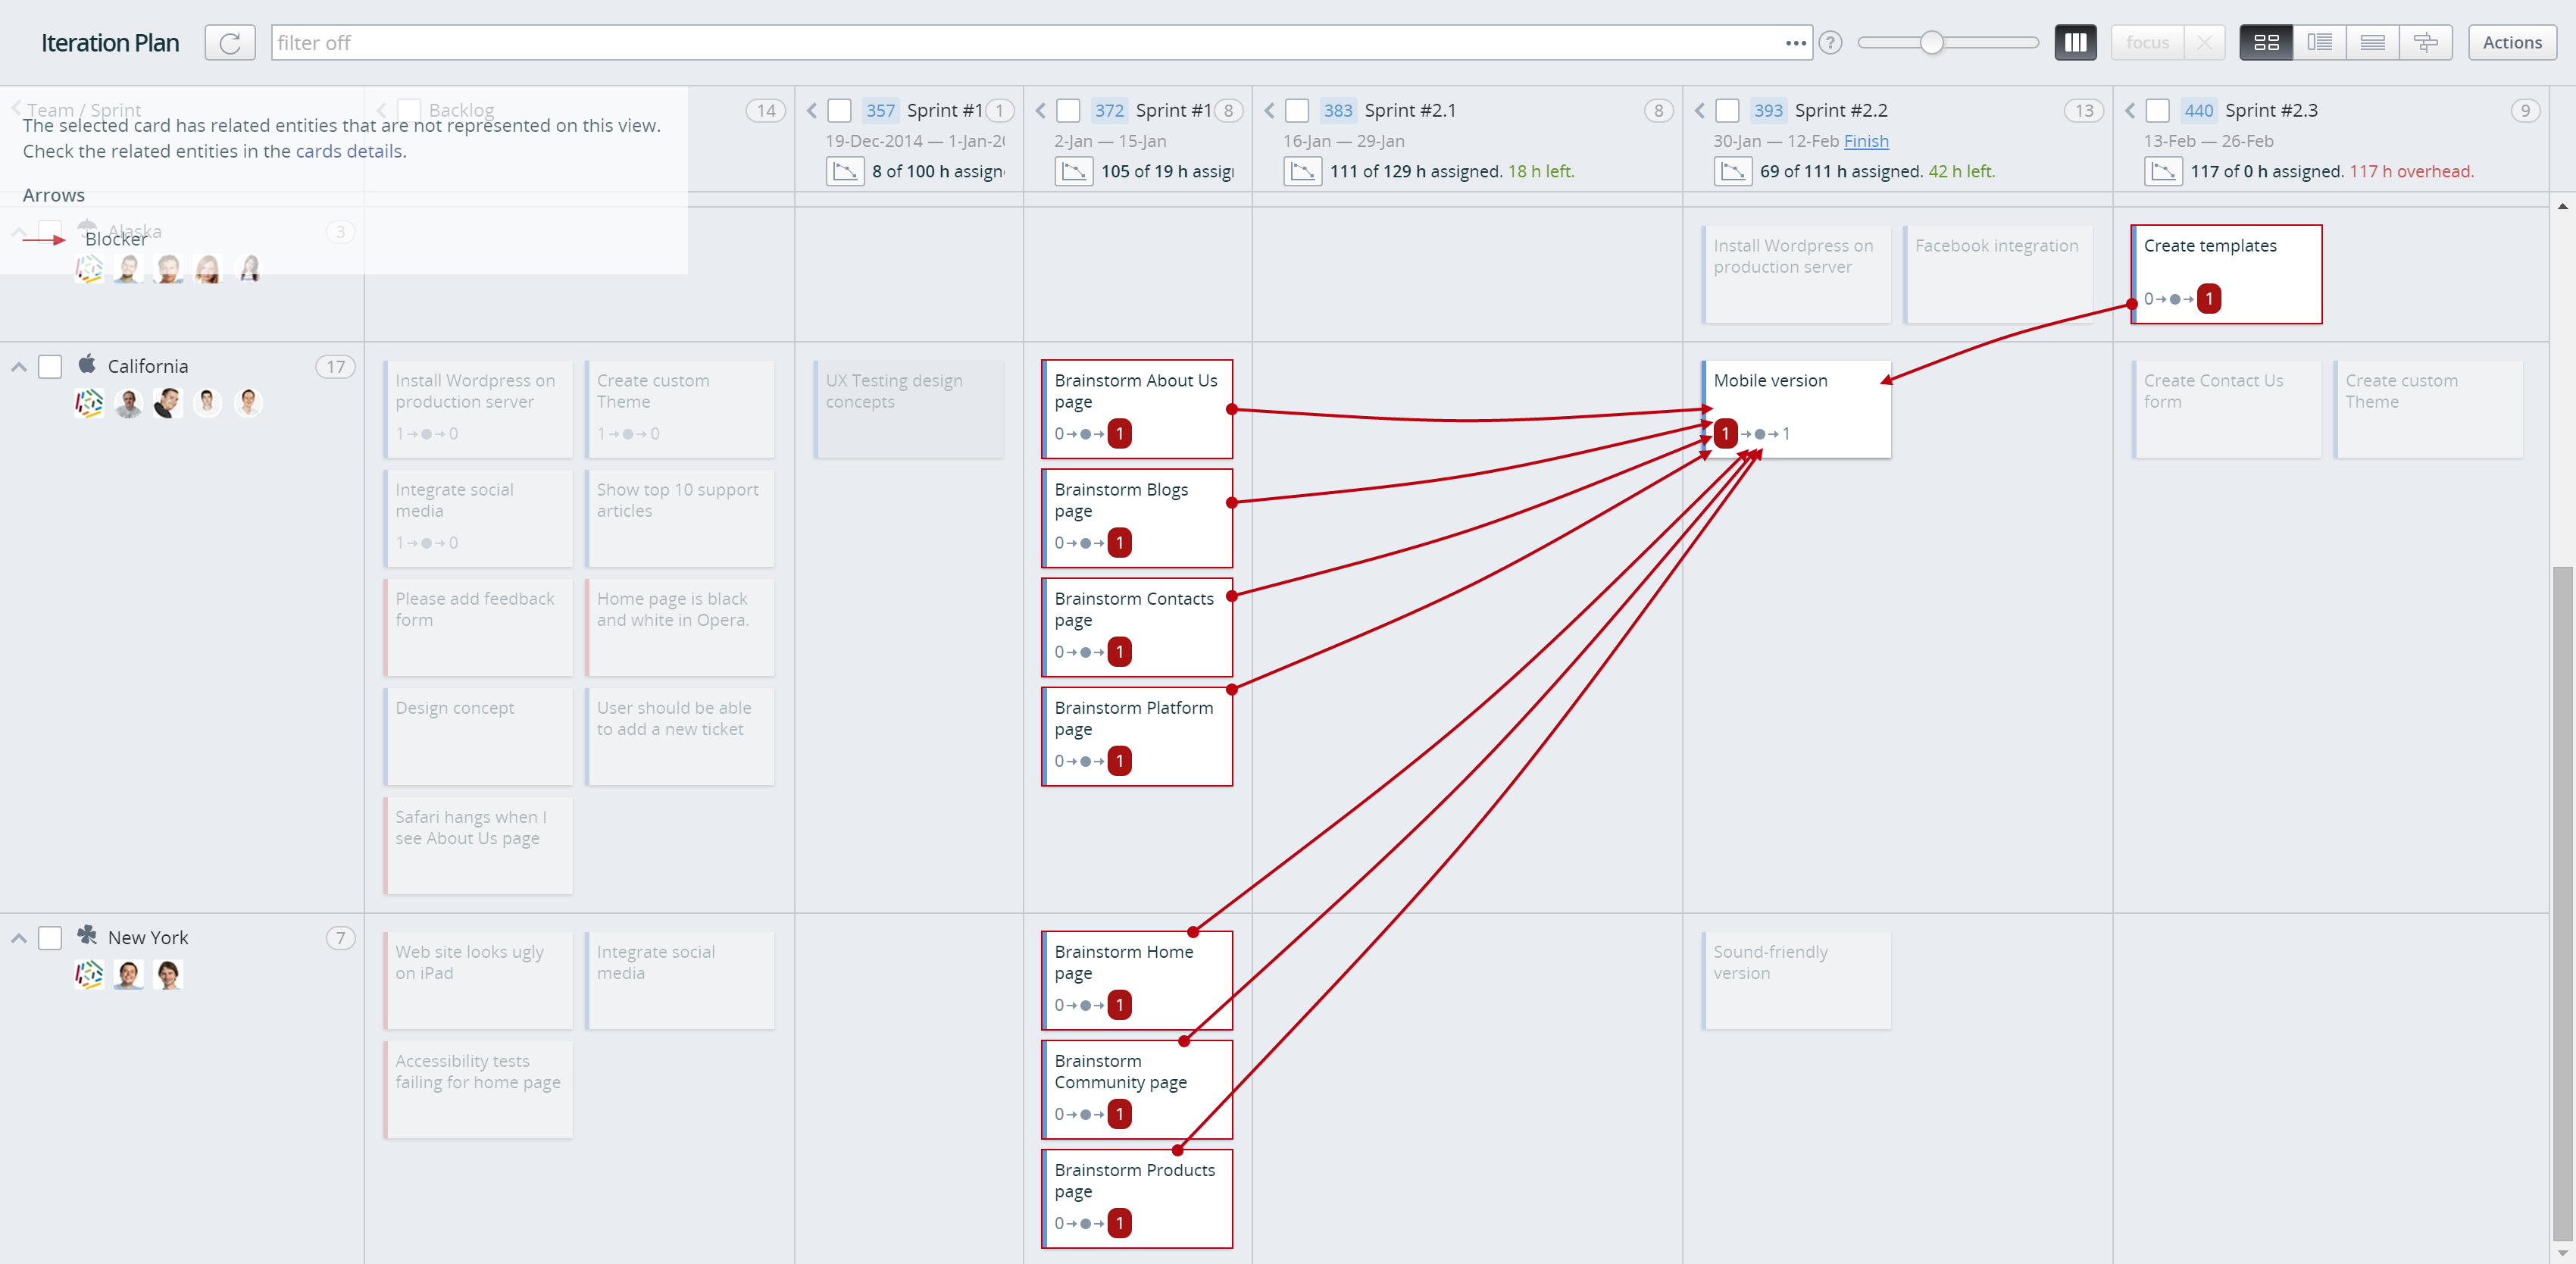 Iteration Plan
filter off
?
focus
Actions
Team / Sprint
Backlog
14
The selected card has related entities that are not represented on this view.
Check the related entities in the cards details.
Arrows
Blocker
357 Sprint #1 1
19-Dec-2014 — 1-Jan-20
8 of 100 h assign
372 Sprint #1 8
2-Jan — 15-Jan
105 of 19 h assig
383 Sprint #2.1 8
16-Jan — 29-Jan
111 of 129 h assigned. 18 h left.
393 Sprint #2.2 13
30-Jan — 12-Feb Finish
69 of 111 h assigned. 42 h left.
440 Sprint #2.3 9
13-Feb — 26-Feb
117 of 0 h assigned. 117 h overhead.
Alaska 3
Install Wordpress on
production server
Facebook integration
Create templates
0 1
California 17
Install Wordpress on
production server
1 0
Create custom
Theme
1 0
Integrate social
media
1 0
Show top 10 support
articles
Please add feedback
form
Home page is black
and white in Opera.
Design concept
User should be able
to add a new ticket
Safari hangs when I
see About Us page
UX Testing design
concepts
Brainstorm About Us
page
0 1
Brainstorm Blogs
page
0 1
Brainstorm Contacts
page
0 1
Brainstorm Platform
page
0 1
Mobile version
1 1
Create Contact Us
form
Create custom
Theme
New York 7
Web site looks ugly
on iPad
Integrate social
media
Accessibility tests
failing for home page
Brainstorm Home
page
0 1
Brainstorm
Community page
0 1
Brainstorm Products
page
0 1
Sound-friendly
version